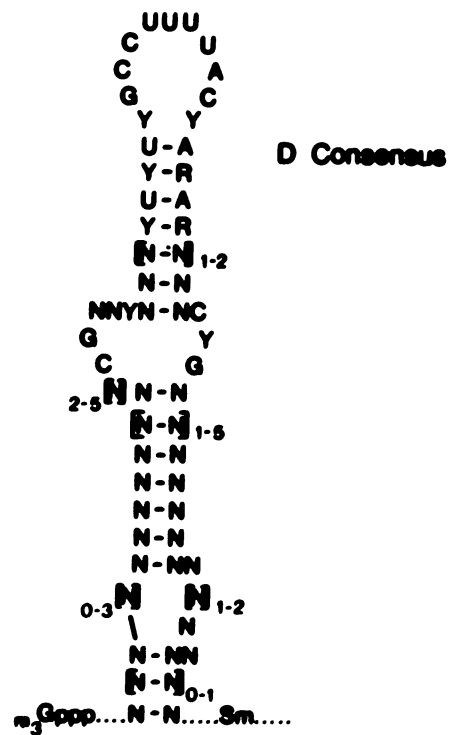 UUU
C U
C A
G C
Y Y
U-A D Consensus
Y-R
U-A
Y-R
[N-N]1-2
N-N
NNYN-NC
G Y
C G
2-5[N] N-N
[N-N]1-5
N-N
N-N
N-N
N-N
N-NN
0-3[N] [N]1-2
N
N-NN
[N-N]0-1
m3Gppp....N-N.....Sm.....